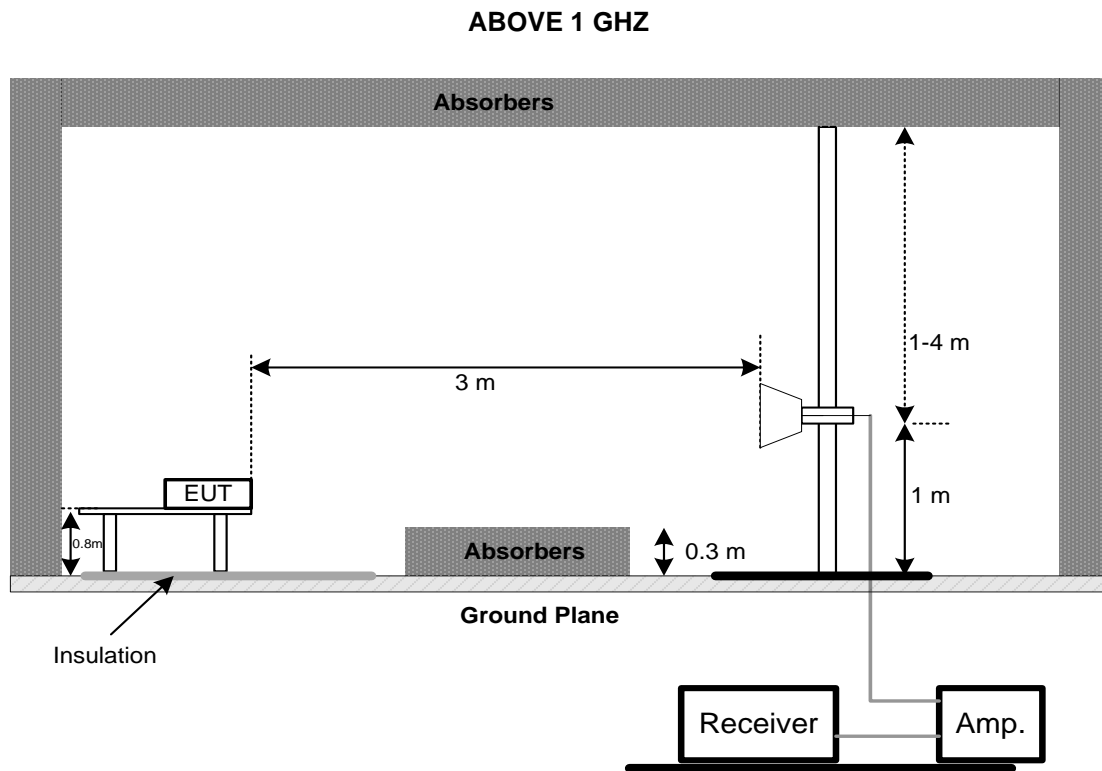 ABOVE 1 GHZ
Absorbers
1-4 m
3 m
EUT
1 m
0.8m
Absorbers
0.3 m
Ground Plane
Insulation
Receiver
Amp.